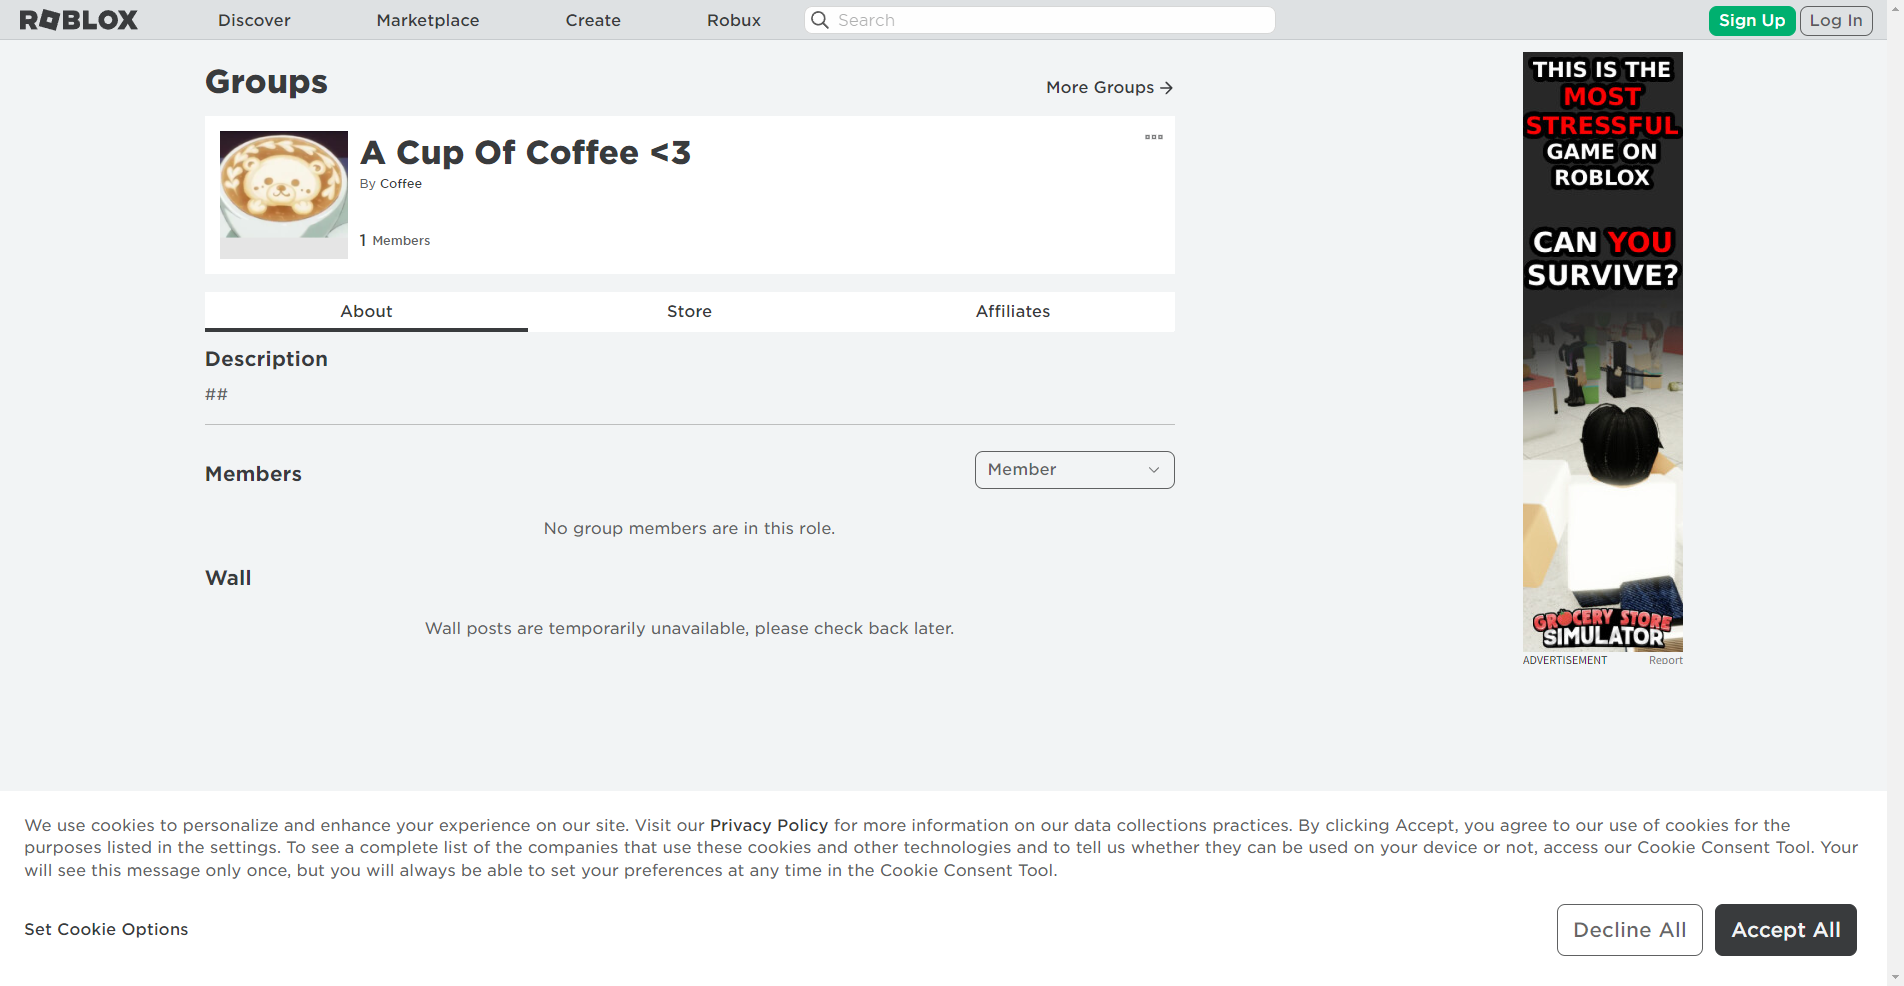 ROBLOX
Discover
Marketplace
Create
Robux
Search
Sign Up
Log In
Groups
More Groups
A Cup Of Coffee <3
By Coffee
1 Members
About
Store
Affiliates
Description
##
Members
Member
No group members are in this role.
Wall
Wall posts are temporarily unavailable, please check back later.
THIS IS THE
MOST
STRESSFUL
GAME ON
ROBLOX
CAN YOU
SURVIVE?
GROCERY STORE
SIMULATOR
ADVERTISEMENT
Report
We use cookies to personalize and enhance your experience on our site. Visit our Privacy Policy for more information on our data collections practices. By clicking Accept, you agree to our use of cookies for the
purposes listed in the settings. To see a complete list of the companies that use these cookies and other technologies and to tell us whether they can be used on your device or not, access our Cookie Consent Tool. Your
will see this message only once, but you will always be able to set your preferences at any time in the Cookie Consent Tool.
Set Cookie Options
Decline All
Accept All